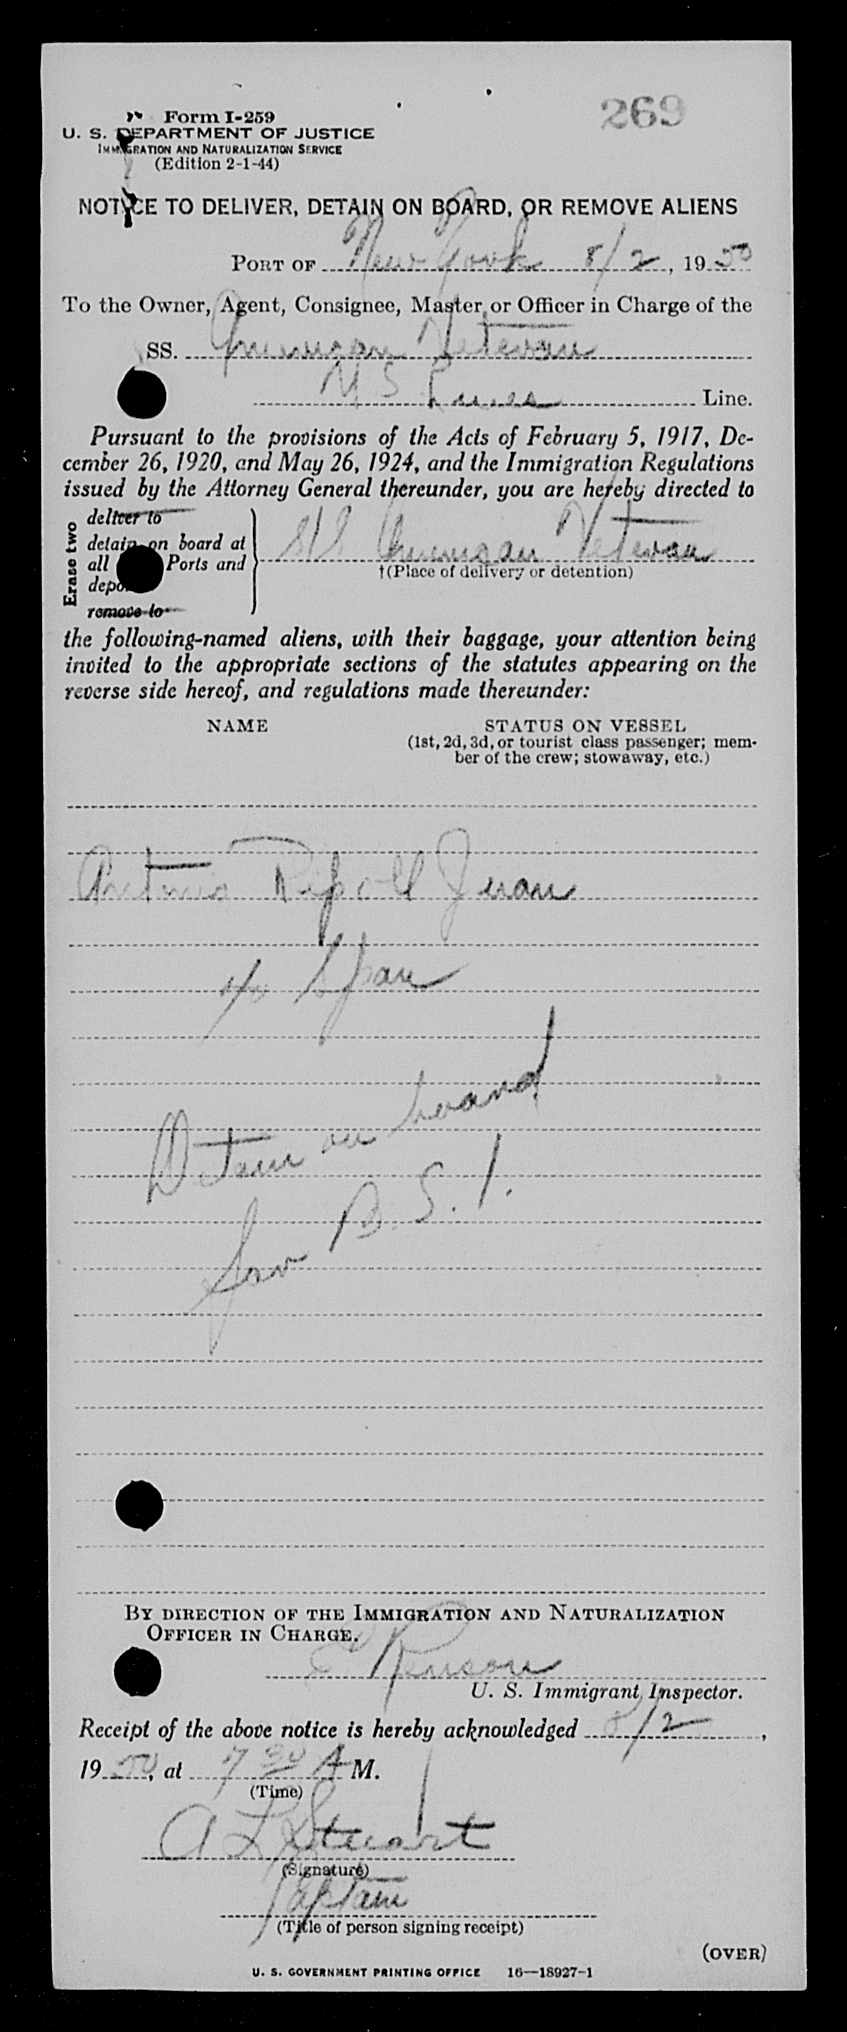 269
Form I-259
U. S. DEPARTMENT OF JUSTICE
IMMIGRATION AND NATURALIZATION SERVICE
(Edition 2-1-44)
NOTICE TO DELIVER, DETAIN ON BOARD, OR REMOVE ALIENS
PORT OF New York 8/2, 1950
To the Owner, Agent, Consignee, Master or Officer in Charge of the
SS. American Veteran
U S Lines Line.
Pursuant to the provisions of the Acts of February 5, 1917, De-
cember 26, 1920, and May 26, 1924, and the Immigration Regulations
issued by the Attorney General thereunder, you are hereby directed to
Erase two
deliver to
detain on board at
all Ports and
depo
remove to
S/S American Veteran
†(Place of delivery or detention)
the following-named aliens, with their baggage, your attention being
invited to the appropriate sections of the statutes appearing on the
reverse side hereof, and regulations made thereunder:
NAME STATUS ON VESSEL
(1st, 2d, 3d, or tourist class passenger; mem-
ber of the crew; stowaway, etc.)
Antonio Ripoll Juan
Span
Detain on board
for B. S. I.
BY DIRECTION OF THE IMMIGRATION AND NATURALIZATION
OFFICER IN CHARGE.
U. S. Immigrant Inspector.
Receipt of the above notice is hereby acknowledged 8/2,
1950, at 7 30 A M.
(Time)
A L Stuart
(Signature)
Captain
(Title of person signing receipt)
(OVER)
U. S. GOVERNMENT PRINTING OFFICE 16—18927-1